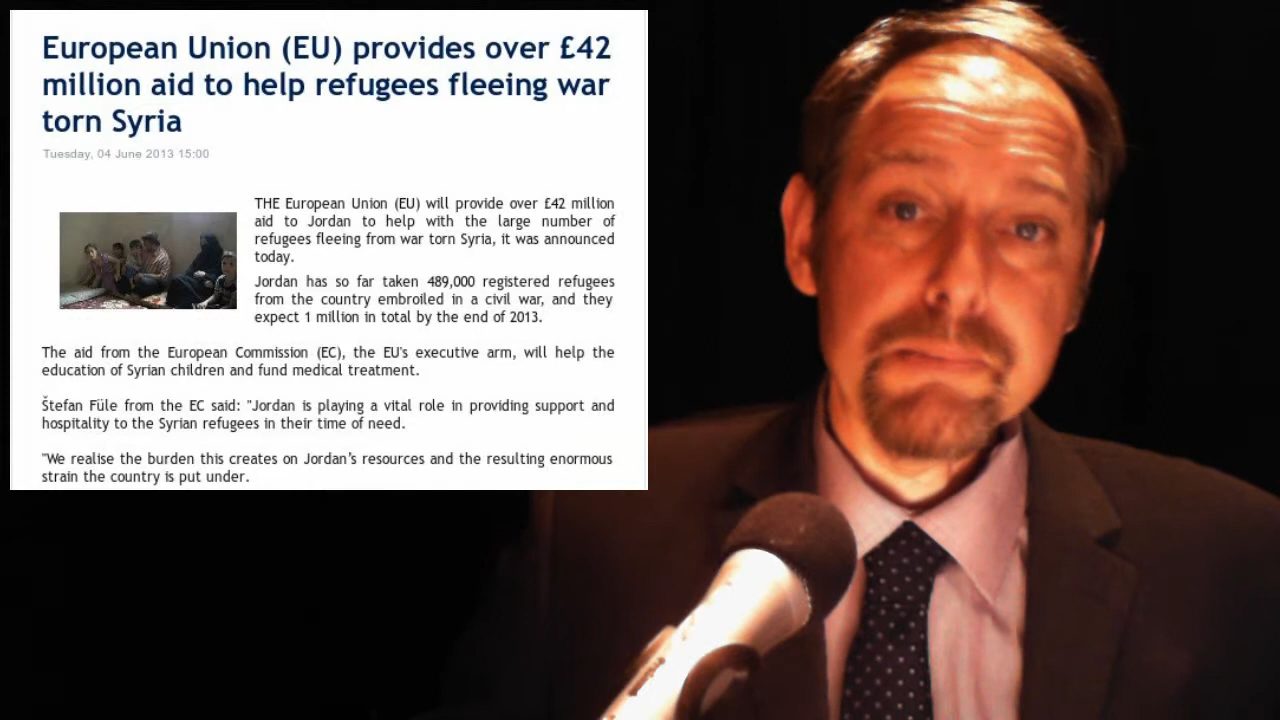 European Union (EU) provides over £42
million aid to help refugees fleeing war
torn Syria
Tuesday, 04 June 2013 15:00
THE European Union (EU) will provide over £42 million
aid to Jordan to help with the large number of
refugees fleeing from war torn Syria, it was announced
today.
Jordan has so far taken 489,000 registered refugees
from the country embroiled in a civil war, and they
expect 1 million in total by the end of 2013.
The aid from the European Commission (EC), the EU's executive arm, will help the
education of Syrian children and fund medical treatment.
Štefan Füle from the EC said: "Jordan is playing a vital role in providing support and
hospitality to the Syrian refugees in their time of need.
"We realise the burden this creates on Jordan's resources and the resulting enormous
strain the country is put under.